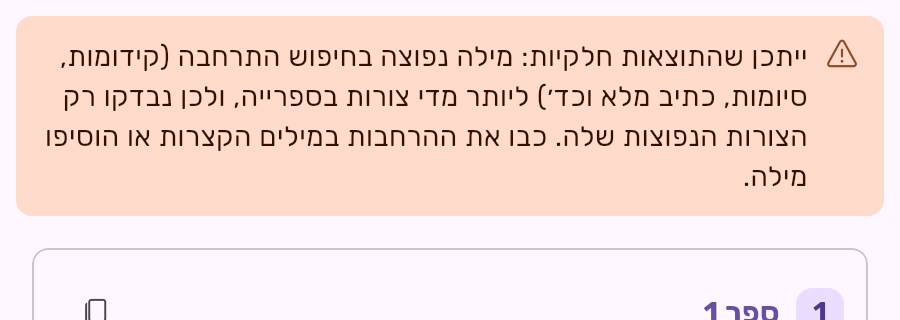 ייתכן שהתוצאות חלקיות: מילה נפוצה בחיפוש התרחבה (קידומות,
סיומות, כתיב מלא וכד׳) ליותר מדי צורות בספרייה, ולכן נבדקו רק
הצורות הנפוצות שלה. כבו את ההרחבות במילים הקצרות או הוסיפו
מילה.
1 ספר 1